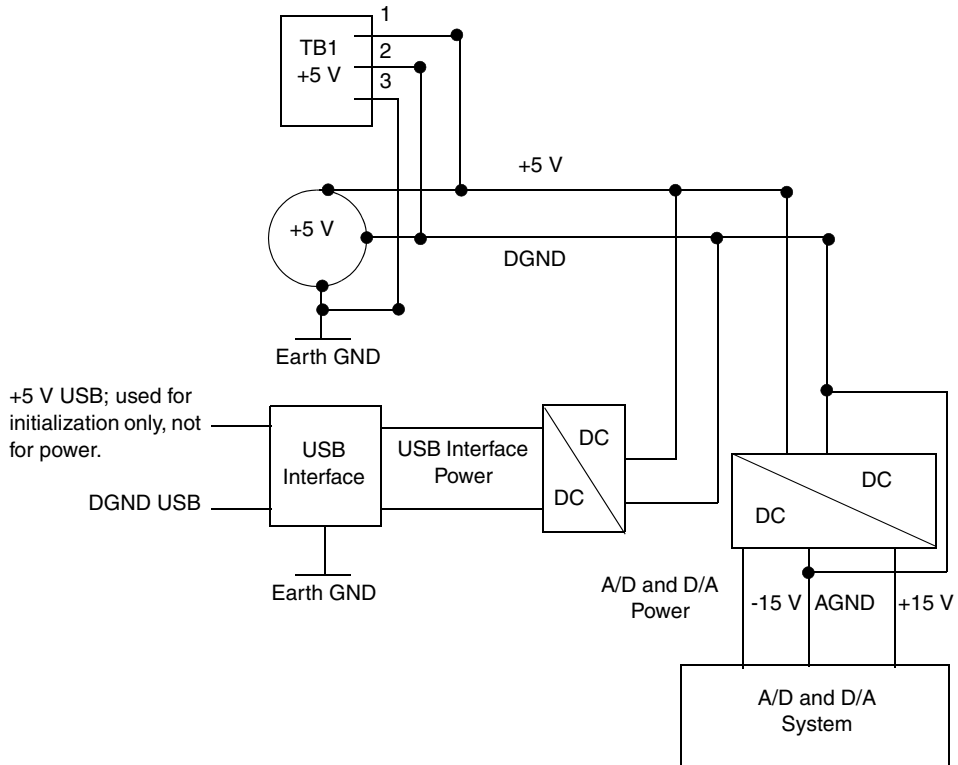 1
TB1
+5 V
2
3
+5 V
+5 V
DGND
Earth GND
+5 V USB; used for
initialization only, not
for power.
USB
Interface
USB Interface
Power
DC
DC
DGND USB
Earth GND
DC
DC
A/D and D/A
Power
-15 V
AGND
+15 V
A/D and D/A
System